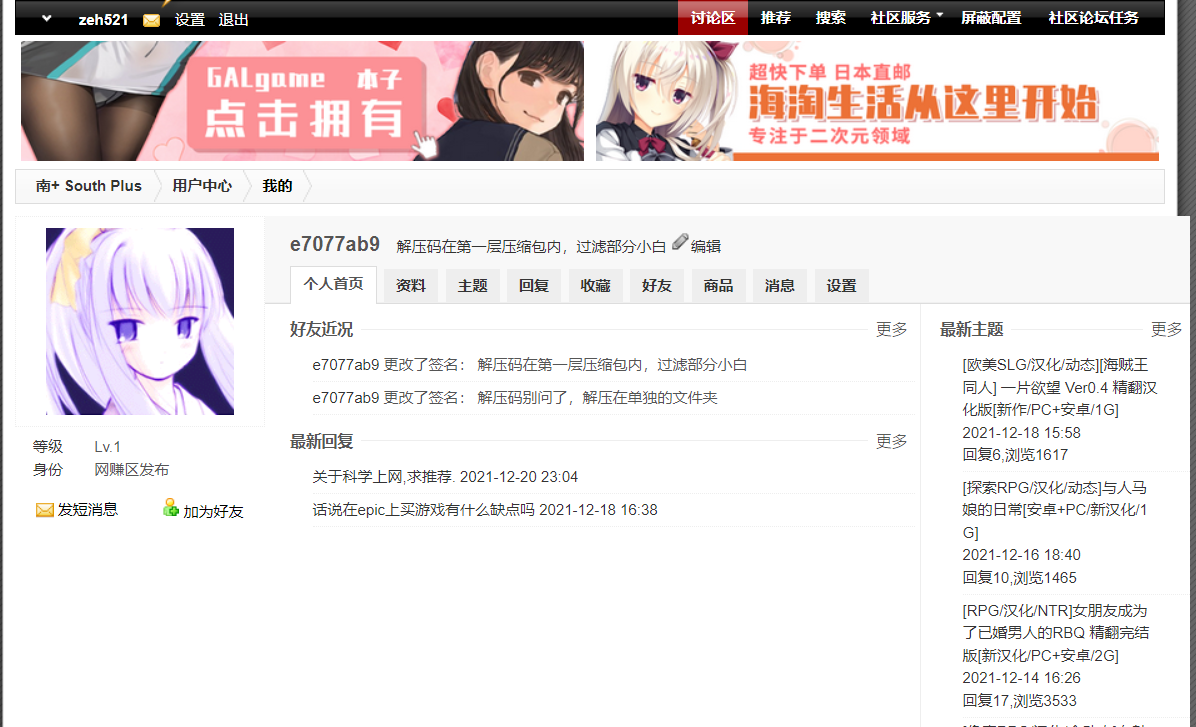 zeh521 设置 退出 讨论区 推荐 搜索 社区服务 屏蔽配置 社区论坛任务
GALgame 本子
点击拥有
超快下单 日本直邮
海淘生活从这里开始
专注于二次元领域
南+ South Plus 用户中心 我的
e7077ab9 解压码在第一层压缩包内，过滤部分小白 编辑
个人首页 资料 主题 回复 收藏 好友 商品 消息 设置
等级 Lv.1
身份 网赚区发布
发短消息 加为好友
好友近况 更多
e7077ab9 更改了签名： 解压码在第一层压缩包内，过滤部分小白
e7077ab9 更改了签名： 解压码别问了，解压在单独的文件夹
最新回复 更多
关于科学上网,求推荐. 2021-12-20 23:04
话说在epic上买游戏有什么缺点吗 2021-12-18 16:38
最新主题 更多
[欧美SLG/汉化/动态][海贼王
同人] 一片欲望 Ver0.4 精翻汉
化版[新作/PC+安卓/1G]
2021-12-18 15:58
回复6,浏览1617
[探索RPG/汉化/动态]与人马
娘的日常[安卓+PC/新汉化/1
G]
2021-12-16 18:40
回复10,浏览1465
[RPG/汉化/NTR]女朋友成为
了已婚男人的RBQ 精翻完结
版[新汉化/PC+安卓/2G]
2021-12-14 16:26
回复17,浏览3533